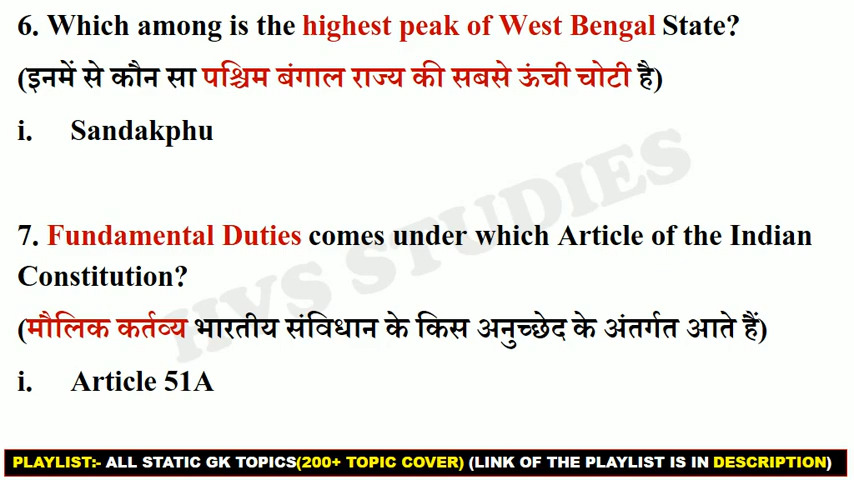 6. Which among is the highest peak of West Bengal State?
(इनमें से कौन सा पश्चिम बंगाल राज्य की सबसे ऊंची चोटी है)
i. Sandakphu
HVS STUDIES
7. Fundamental Duties comes under which Article of the Indian
Constitution?
(मौलिक कर्तव्य भारतीय संविधान के किस अनुच्छेद के अंतर्गत आते हैं)
i. Article 51A
PLAYLIST:- ALL STATIC GK TOPICS(200+ TOPIC COVER) (LINK OF THE PLAYLIST IS IN DESCRIPTION)